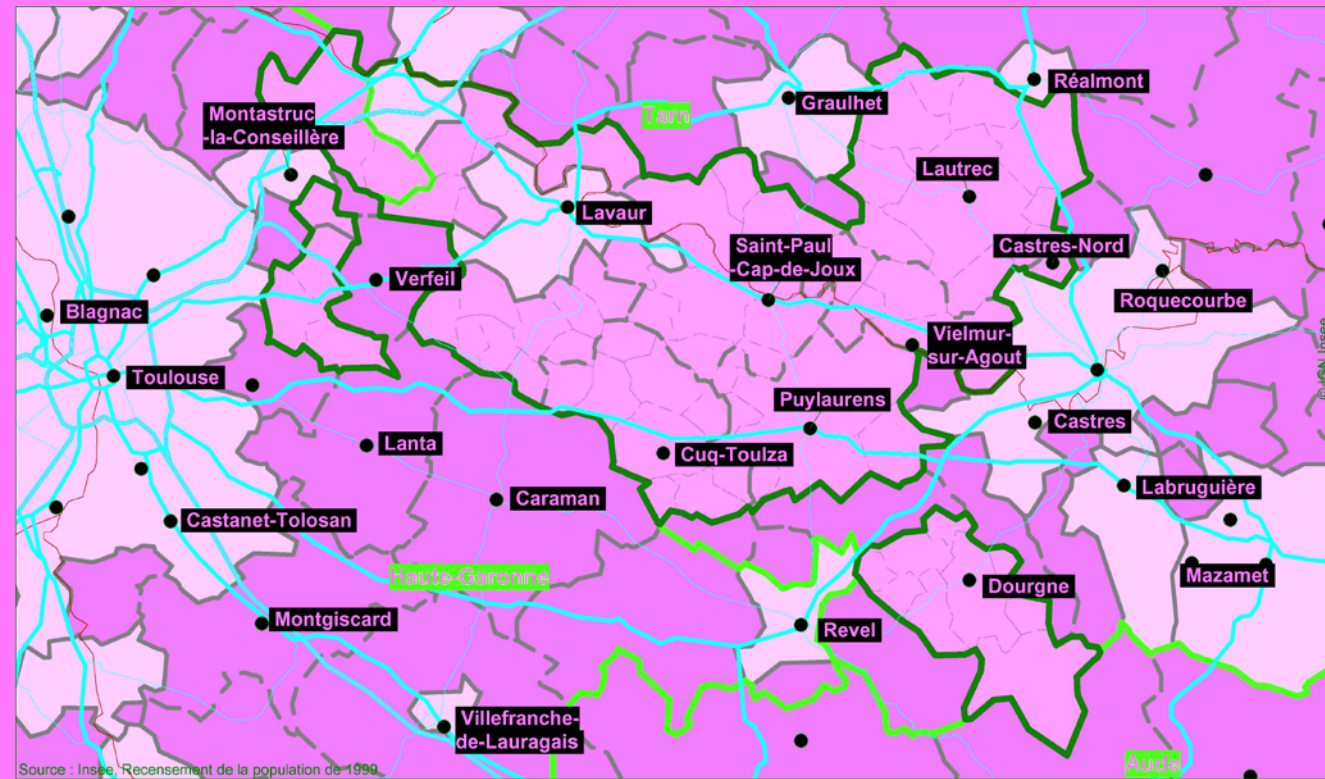 Réalmont
Graulhet
Montastruc
-la-Conseillère
Tarn
Lautrec
Lavaur
Saint-Paul
-Cap-de-Joux
Castres-Nord
Verfeil
Roquecourbe
Blagnac
Vielmur-
sur-Agout
© IGN Insee
Toulouse
Puylaurens
Castres
Lanta
Cuq-Toulza
Labruguière
Caraman
Castanet-Tolosan
Haute-Garonne
Mazamet
Dourgne
Montgiscard
Revel
Villefranche-
de-Lauragais
Aude
Source : Insee, Recensement de la population de 1999